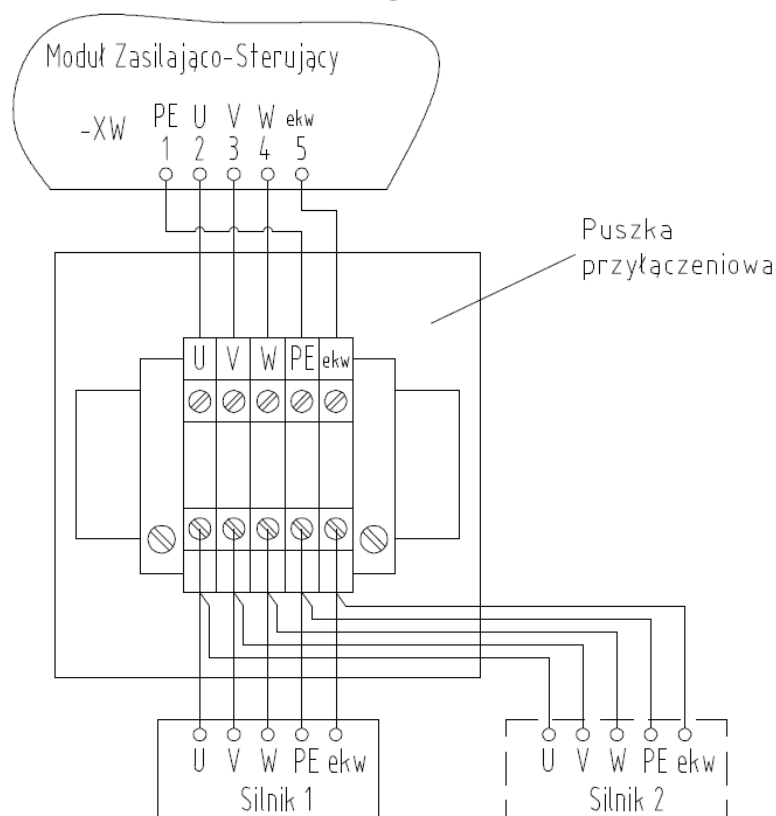 Moduł Zasilająco-Sterujący
-XW PE U V W ekw
1 2 3 4 5
Puszka
przyłączeniowa
U V W PE ekw
U V W PE ekw
Silnik 1
U V W PE ekw
Silnik 2